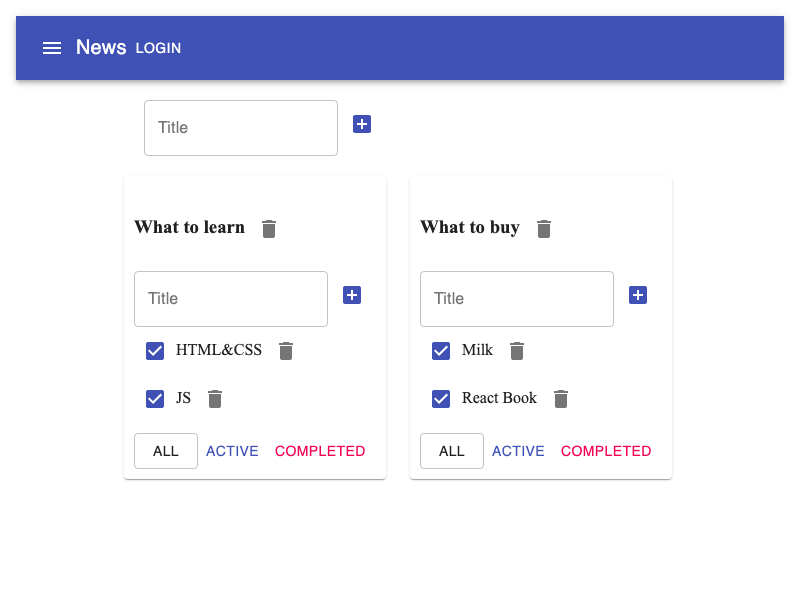 News LOGIN
Title
What to learn
Title
HTML&CSS
JS
ALL ACTIVE COMPLETED
What to buy
Title
Milk
React Book
ALL ACTIVE COMPLETED